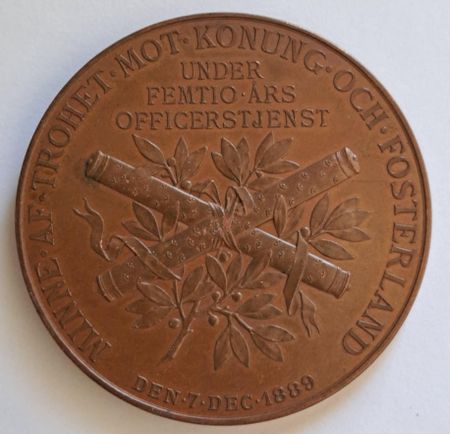 MINNE·AF·TROHET·MOT·KONUNG·OCH·FOSTERLAND
UNDER
FEMTIO·ÅRS
OFFICERSTJENST
DEN·7·DEC·1889